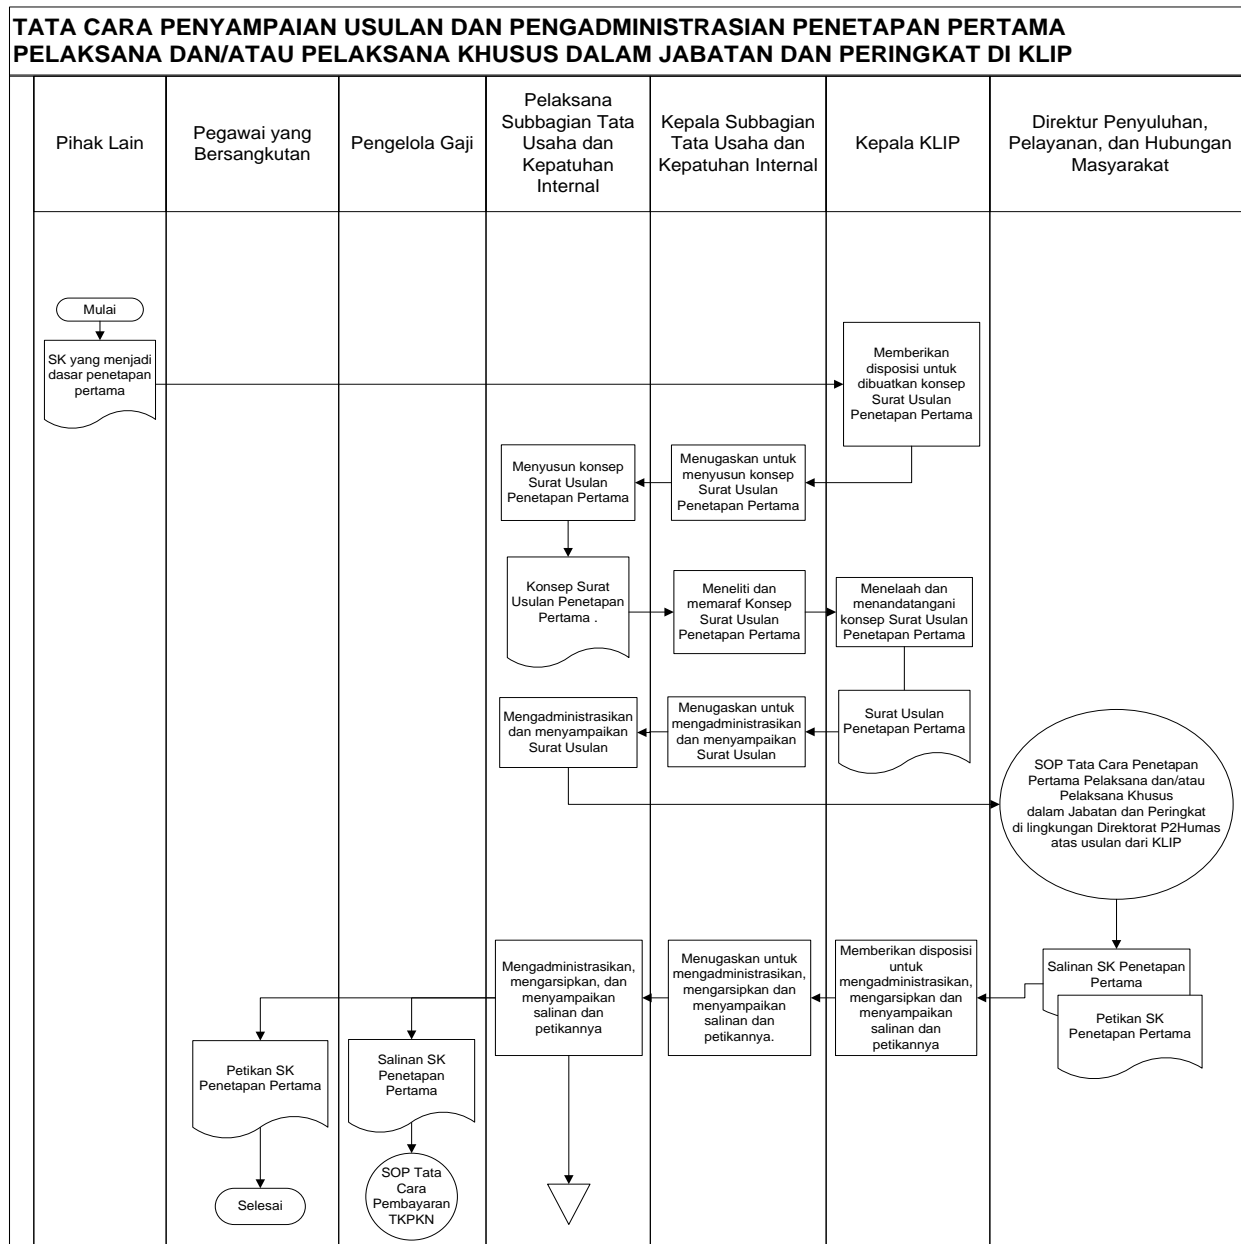 TATA CARA PENYAMPAIAN USULAN DAN PENGADMINISTRASIAN PENETAPAN PERTAMA
PELAKSANA DAN/ATAU PELAKSANA KHUSUS DALAM JABATAN DAN PERINGKAT DI KLIP
Pihak Lain
Pegawai yang
Bersangkutan
Pengelola Gaji
Pelaksana
Subbagian Tata
Usaha dan
Kepatuhan
Internal
Kepala Subbagian
Tata Usaha dan
Kepatuhan Internal
Kepala KLIP
Direktur Penyuluhan,
Pelayanan, dan Hubungan
Masyarakat
Mulai
SK yang menjadi
dasar penetapan
pertama
Memberikan
disposisi untuk
dibuatkan konsep
Surat Usulan
Penetapan Pertama
Menugaskan untuk
menyusun konsep
Surat Usulan
Penetapan Pertama
Menyusun konsep
Surat Usulan
Penetapan Pertama
Konsep Surat
Usulan Penetapan
Pertama .
Meneliti dan
memaraf Konsep
Surat Usulan
Penetapan Pertama
Menelaah dan
menandatangani
konsep Surat Usulan
Penetapan Pertama
Surat Usulan
Penetapan Pertama
Menugaskan untuk
mengadministrasikan
dan menyampaikan
Surat Usulan
Mengadministrasikan
dan menyampaikan
Surat Usulan
SOP Tata Cara Penetapan
Pertama Pelaksana dan/atau
Pelaksana Khusus
dalam Jabatan dan Peringkat
di lingkungan Direktorat P2Humas
atas usulan dari KLIP
Salinan SK Penetapan
Pertama
Petikan SK
Penetapan Pertama
Memberikan disposisi
untuk
mengadministrasikan,
mengarsipkan dan
menyampaikan
salinan dan
petikannya
Menugaskan untuk
mengadministrasikan,
mengarsipkan dan
menyampaikan
salinan dan
petikannya.
Mengadministrasikan,
mengarsipkan, dan
menyampaikan
salinan dan
petikannya
Salinan SK
Penetapan
Pertama
Petikan SK
Penetapan Pertama
SOP Tata
Cara
Pembayaran
TKPKN
Selesai